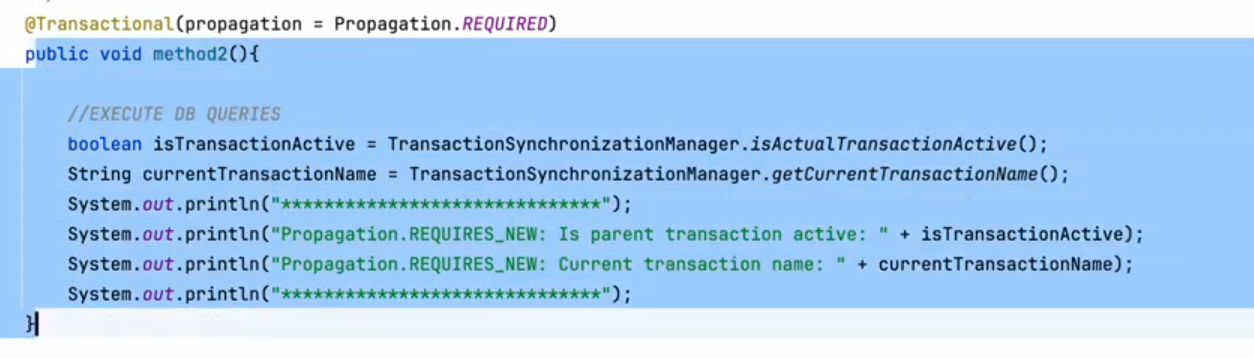 @Transactional(propagation = Propagation.REQUIRED)
public void method2(){
//EXECUTE DB QUERIES
boolean isTransactionActive = TransactionSynchronizationManager.isActualTransactionActive();
String currentTransactionName = TransactionSynchronizationManager.getCurrentTransactionName();
System.out.println("******************************");
System.out.println("Propagation.REQUIRES_NEW: Is parent transaction active: " + isTransactionActive);
System.out.println("Propagation.REQUIRES_NEW: Current transaction name: " + currentTransactionName);
System.out.println("******************************");
}